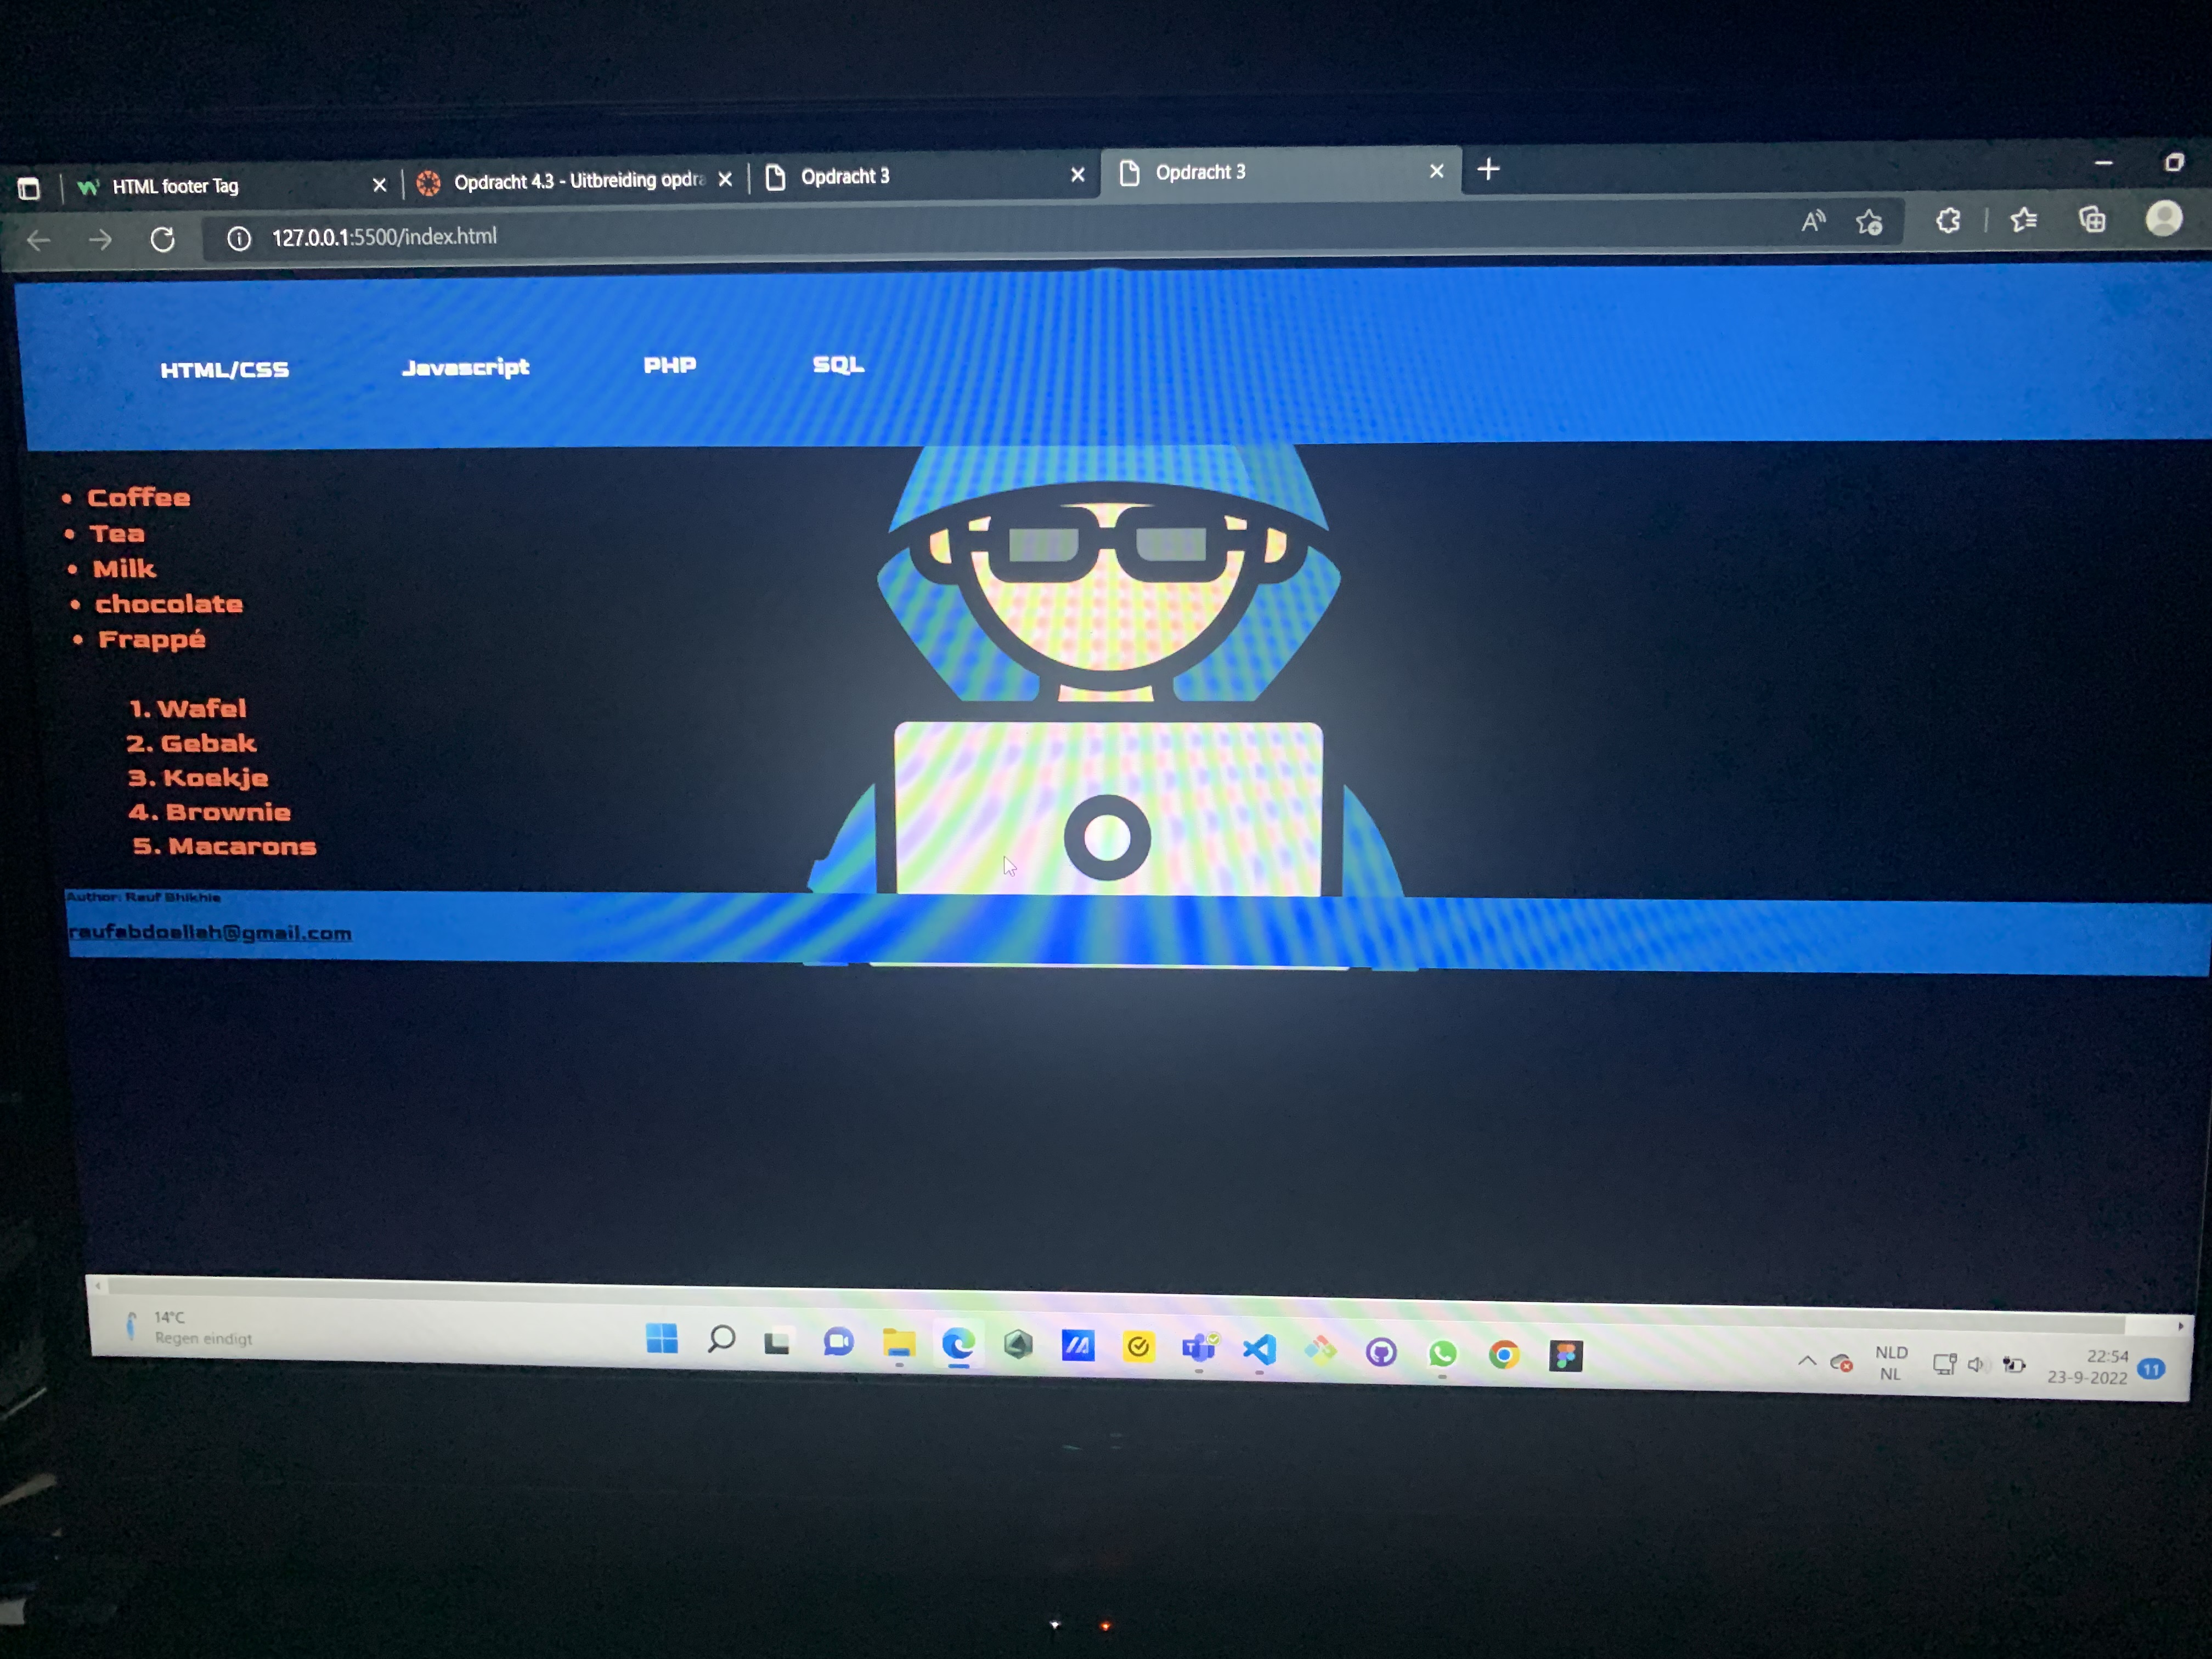 HTML footer Tag
Opdracht 4.3 - Uitbreiding opdra
Opdracht 3
Opdracht 3
127.0.0.1:5500/index.html
HTML/CSS Javascript PHP SQL
Coffee
Tea
Milk
chocolate
Frappé
1. Wafel
2. Gebak
3. Koekje
4. Brownie
5. Macarons
Author: Rauf Bhikhie
raufabdoellah@gmail.com
14°C
Regen eindigt
NLD
NL
22:54
23-9-2022
11